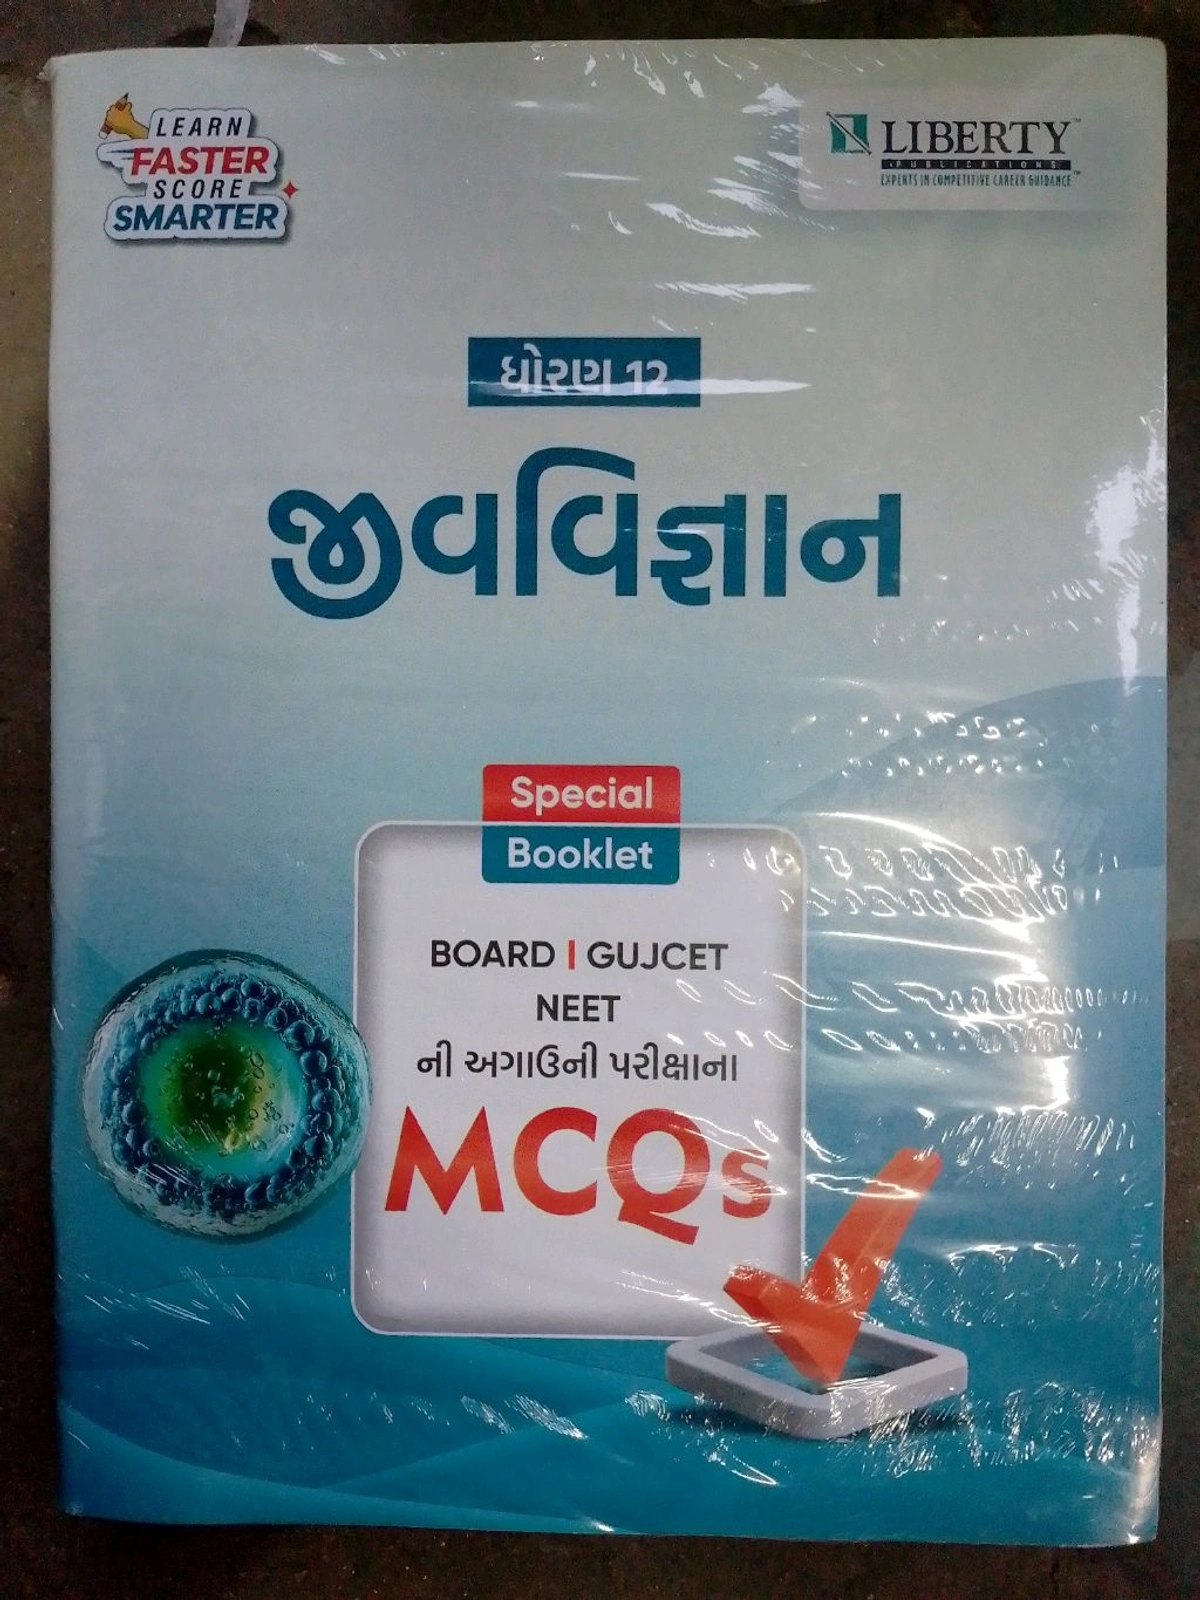 LEARN
FASTER
SCORE
SMARTER
LIBERTY
PUBLICATIONS
EXPERTS IN COMPETITIVE CAREER GUIDANCE
ધોરણ 12
જીવવિજ્ઞાન
Special
Booklet
BOARD | GUJCET
NEET
ની અગાઉની પરીક્ષાના
MCQs